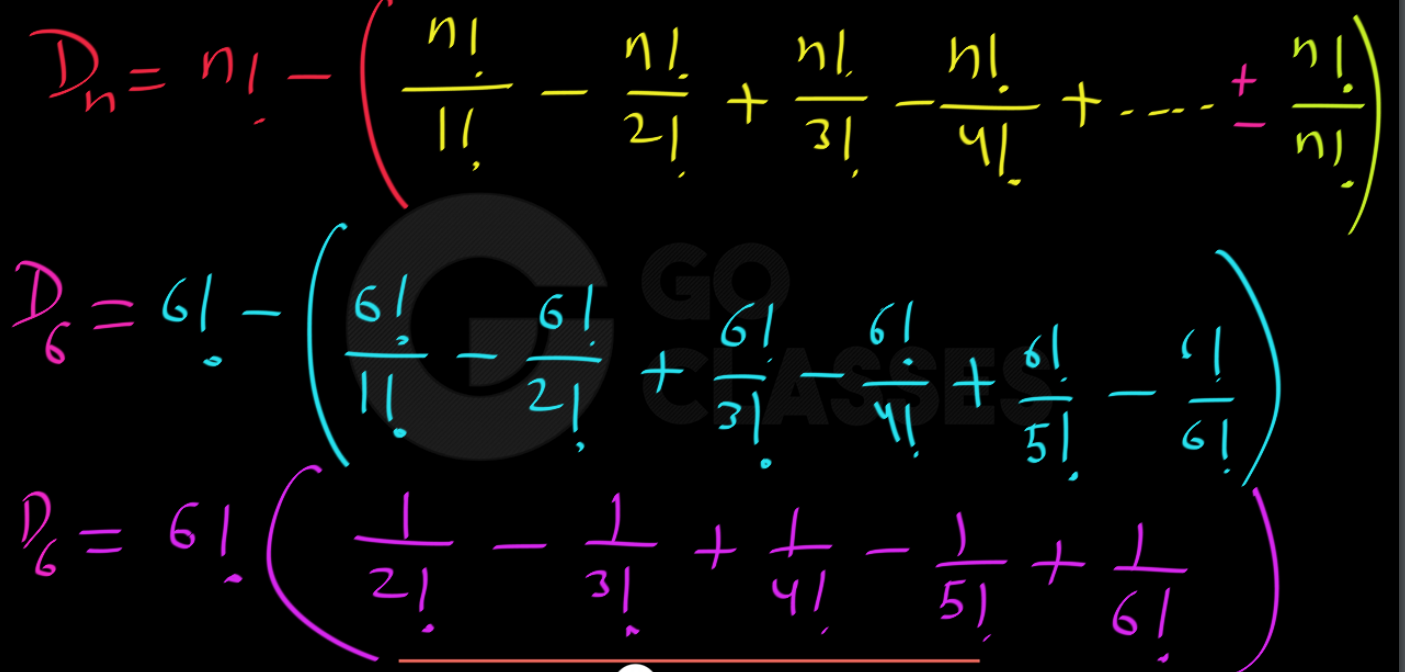 Dn = n! - ( n!/1! - n!/2! + n!/3! - n!/4! + ---- ± n!/n! )
GO
CLASSES
D6 = 6! - ( 6!/1! - 6!/2! + 6!/3! - 6!/4! + 6!/5! - 6!/6! )
D6 = 6! ( 1/2! - 1/3! + 1/4! - 1/5! + 1/6! )